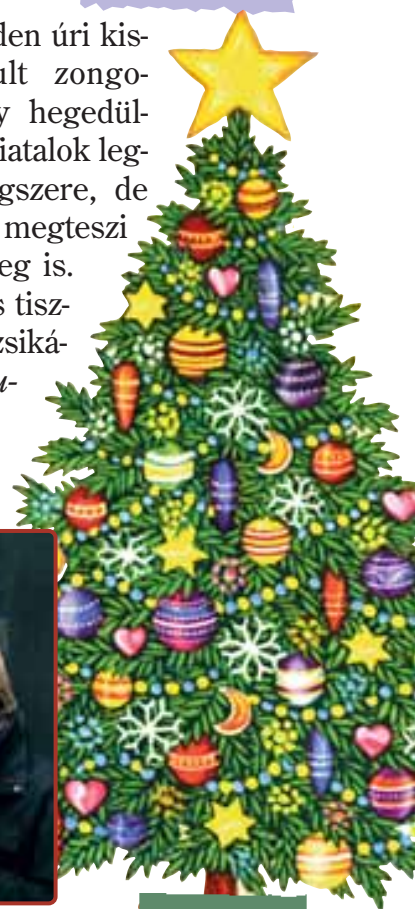 den úri kis-
ult zongo-
y hegedül-
iatalok leg-
gszere, de
megteszi
eg is.
s tisz-
zsiká-
u-